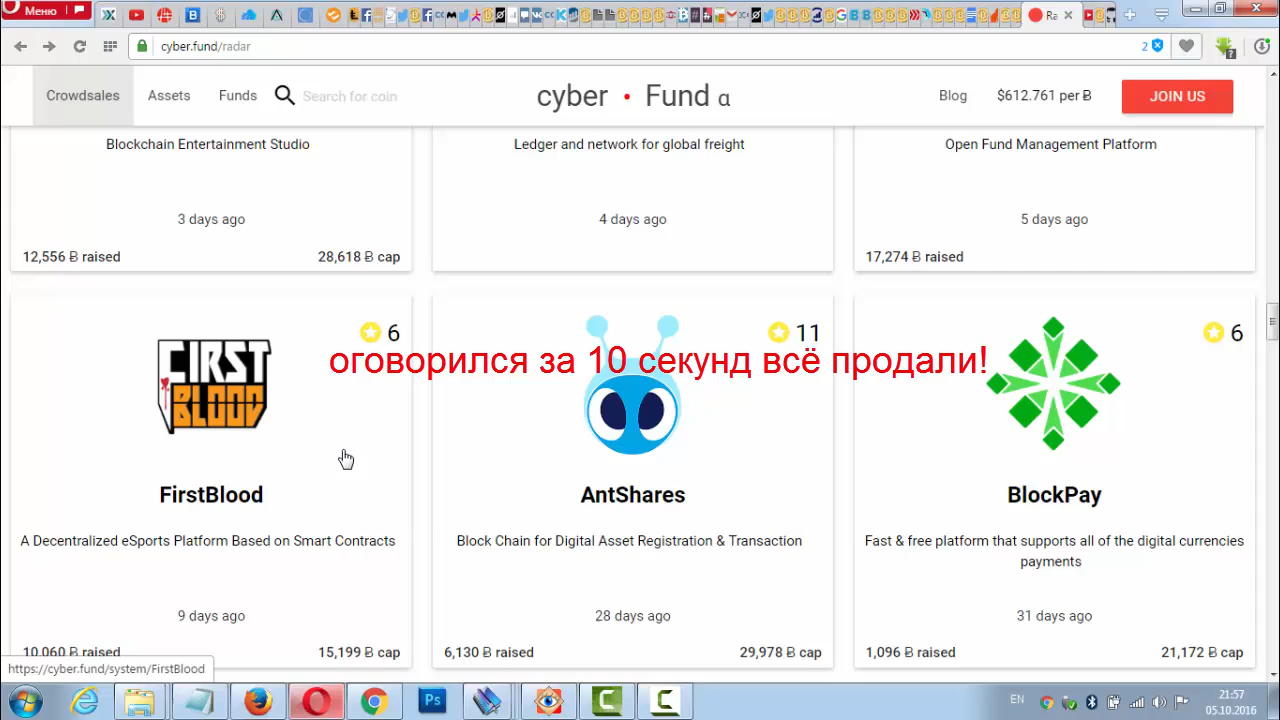 Меню
cyber.fund/radar
2
Crowdsales
Assets
Funds
Search for coin
cyber • Fund α
Blog
$612.761 per Ƀ
JOIN US
Blockchain Entertainment Studio
3 days ago
12,556 Ƀ raised
28,618 Ƀ cap
Ledger and network for global freight
4 days ago
Open Fund Management Platform
5 days ago
17,274 Ƀ raised
6
FIRST
BLOOD
FirstBlood
A Decentralized eSports Platform Based on Smart Contracts
9 days ago
10,060 Ƀ raised
15,199 Ƀ cap
11
AntShares
Block Chain for Digital Asset Registration & Transaction
28 days ago
6,130 Ƀ raised
29,978 Ƀ cap
6
BlockPay
Fast & free platform that supports all of the digital currencies
payments
31 days ago
1,096 Ƀ raised
21,172 Ƀ cap
оговорился за 10 секунд всё продали!
https://cyber.fund/system/FirstBlood
Ps
EN
21:57
05.10.2016